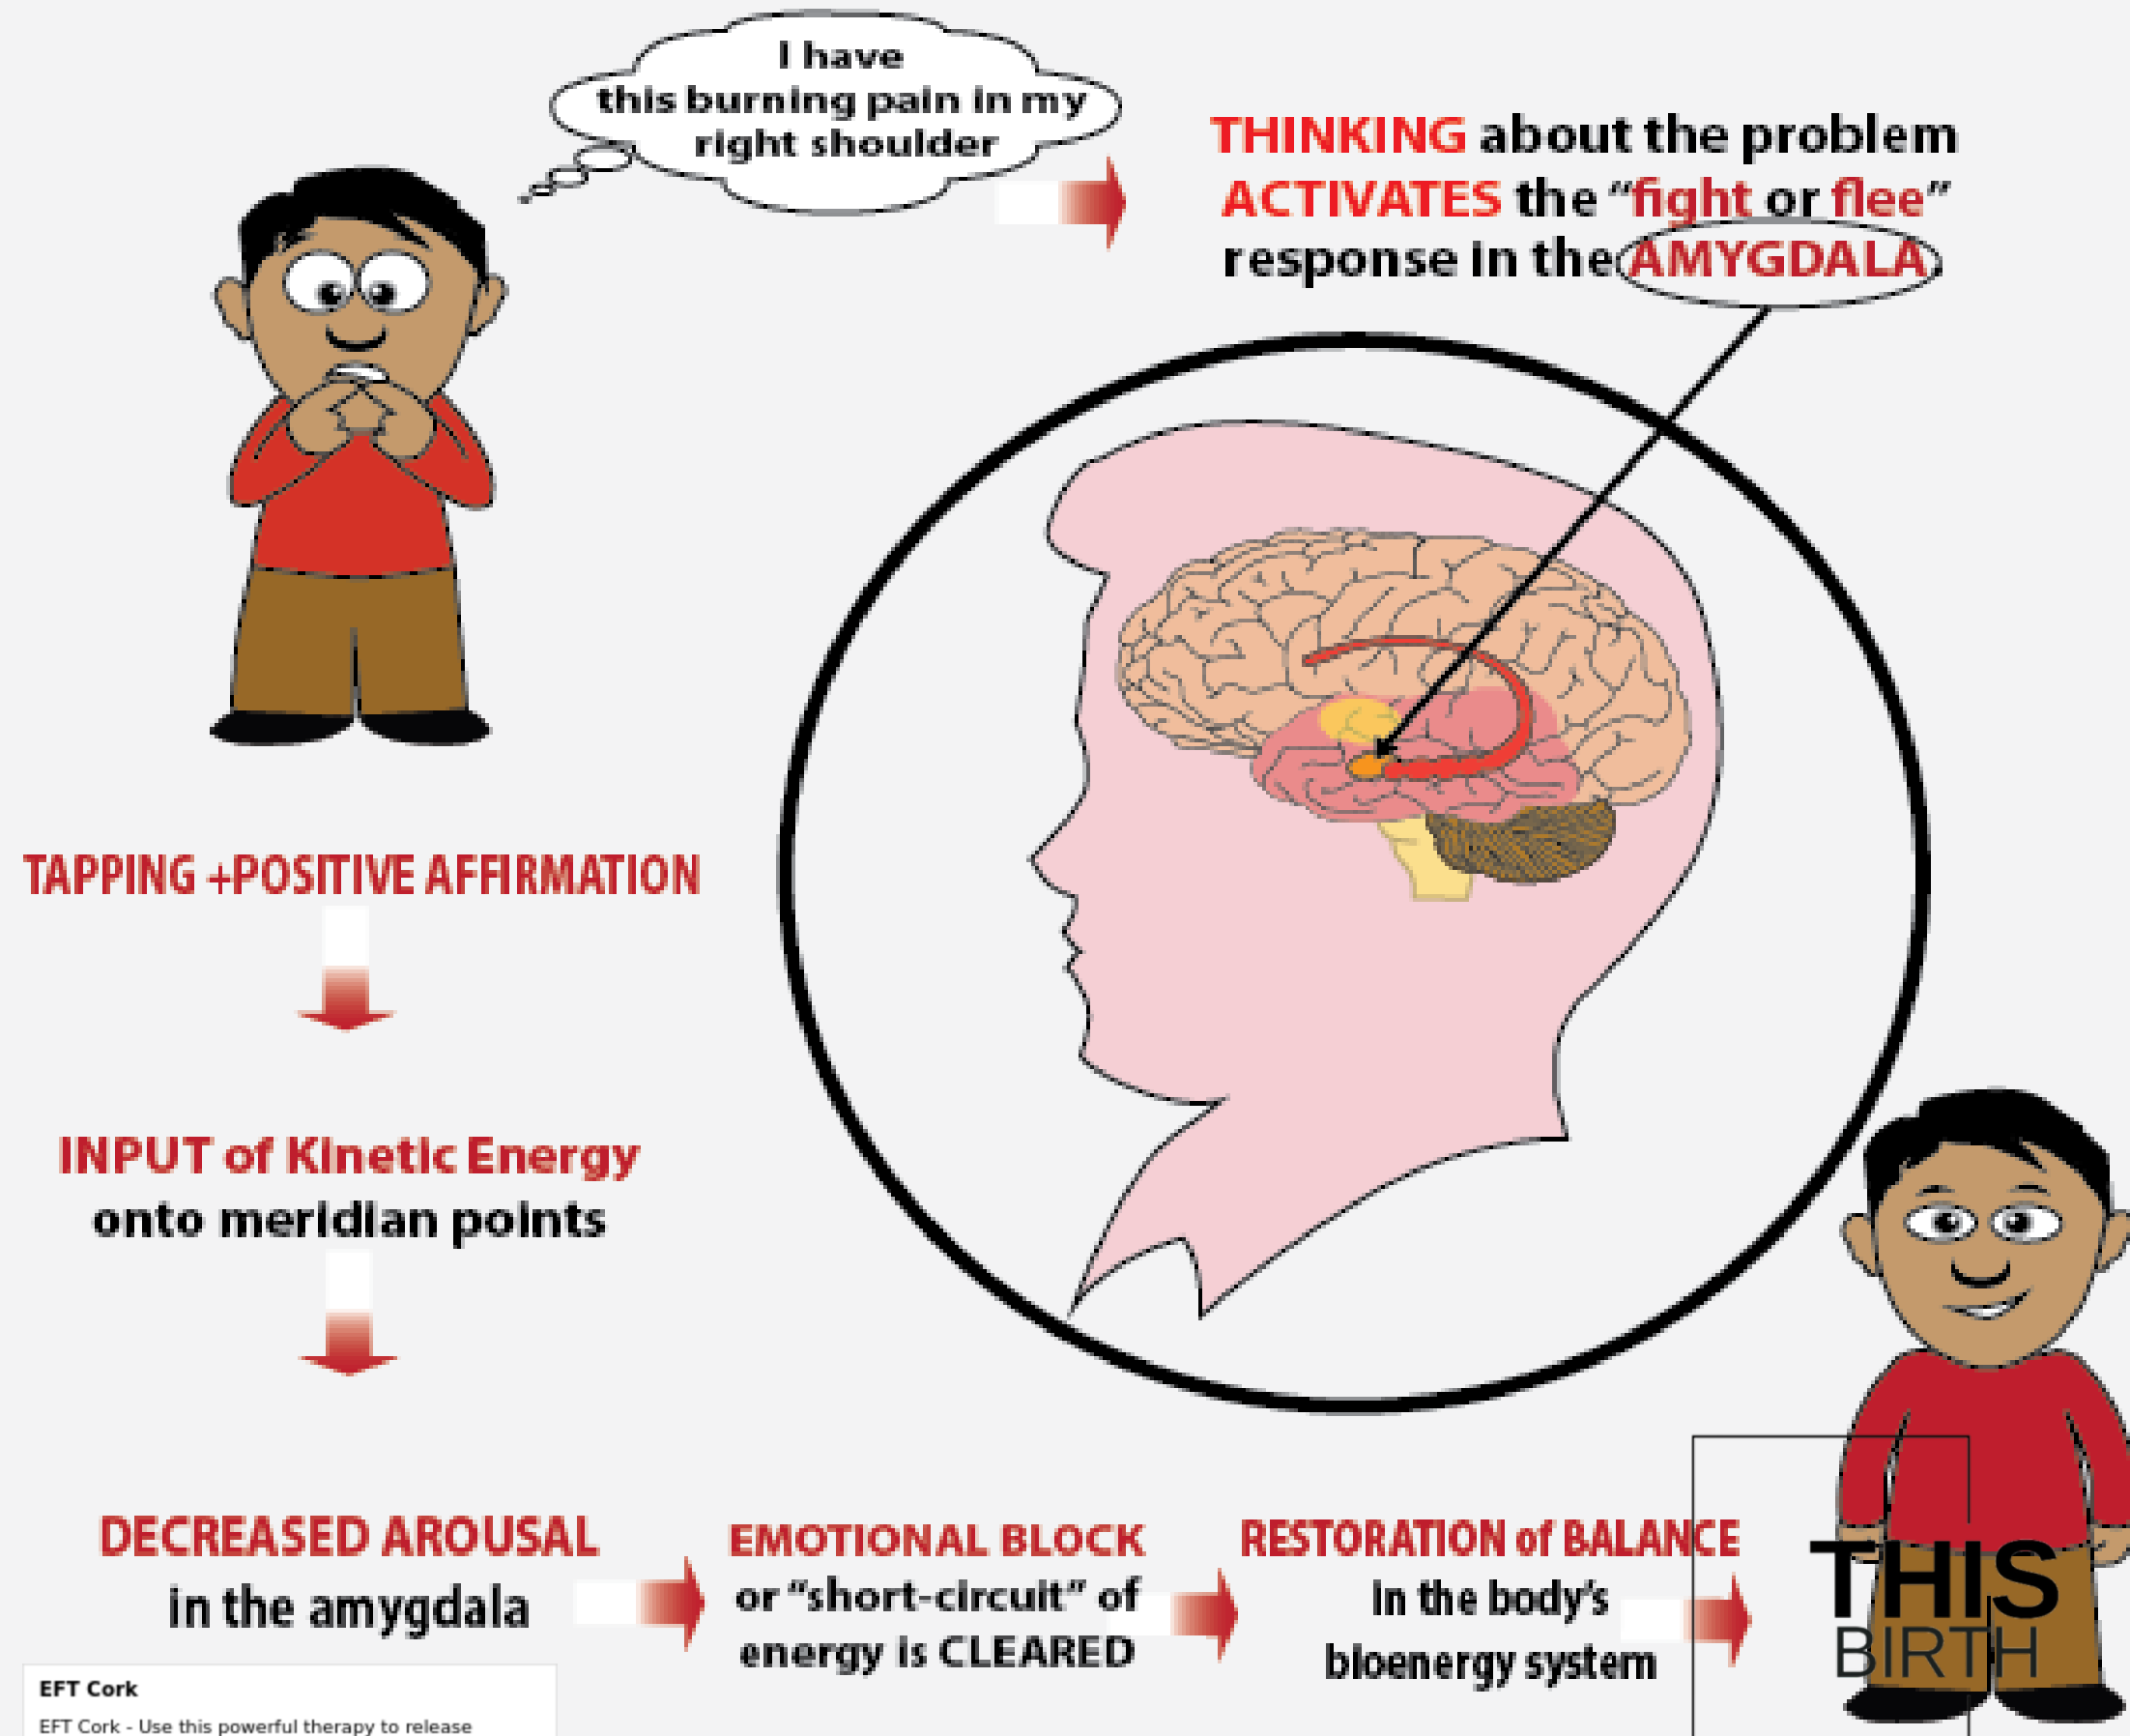 I have
this burning pain in my
right shoulder
THINKING about the problem
ACTIVATES the “fight or flee”
response in the AMYGDALA
TAPPING +POSITIVE AFFIRMATION
INPUT of Kinetic Energy
onto meridian points
DECREASED AROUSAL
in the amygdala
EMOTIONAL BLOCK
or “short-circuit” of
energy is CLEARED
RESTORATION of BALANCE
in the body’s
bioenergy system
THIS
BIRTH
EFT Cork
EFT Cork - Use this powerful therapy to release